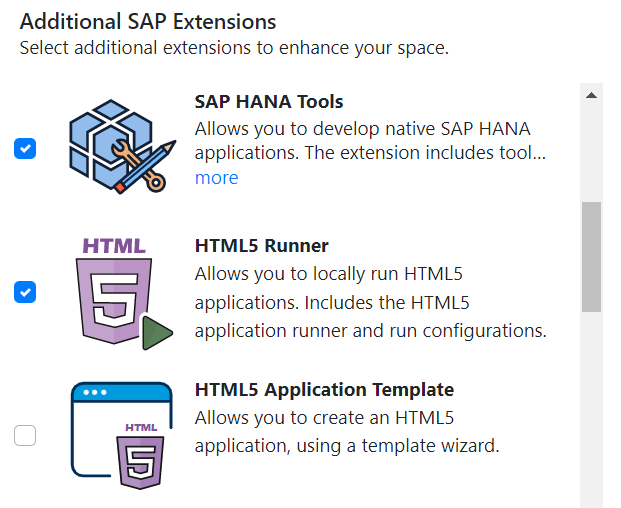 Additional SAP Extensions
Select additional extensions to enhance your space.
SAP HANA Tools
Allows you to develop native SAP HANA
applications. The extension includes tool...
more
HTML
5
HTML5 Runner
Allows you to locally run HTML5
applications. Includes the HTML5
application runner and run configurations.
HTML
5
HTML5 Application Template
Allows you to create an HTML5
application, using a template wizard.